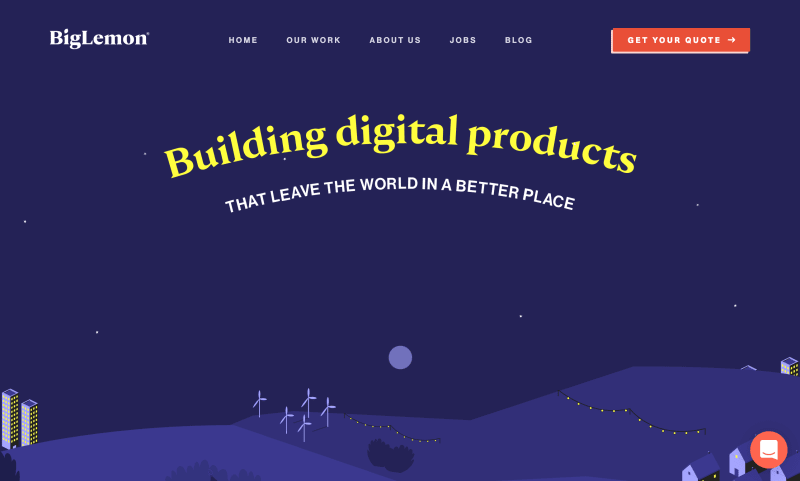 BigLemon
HOME
OUR WORK
ABOUT US
JOBS
BLOG
GET YOUR QUOTE →
Building digital products
THAT LEAVE THE WORLD IN A BETTER PLACE